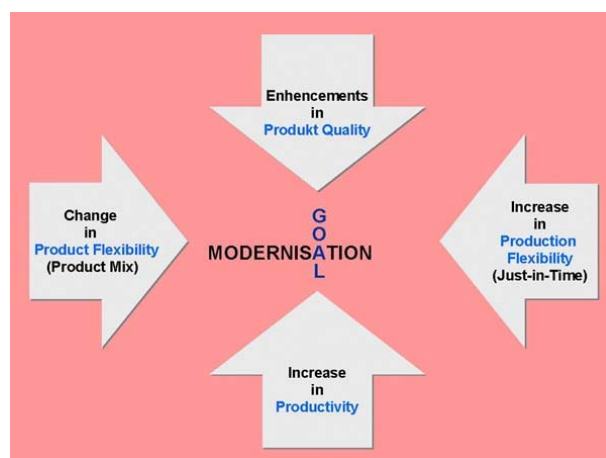 Enhencements
in
Produkt Quality
Change
in
Product Flexibility
(Product Mix)
GOAL
MODERNISATION
Increase
in
Production
Flexibility
(Just-in-Time)
Increase
in
Productivity